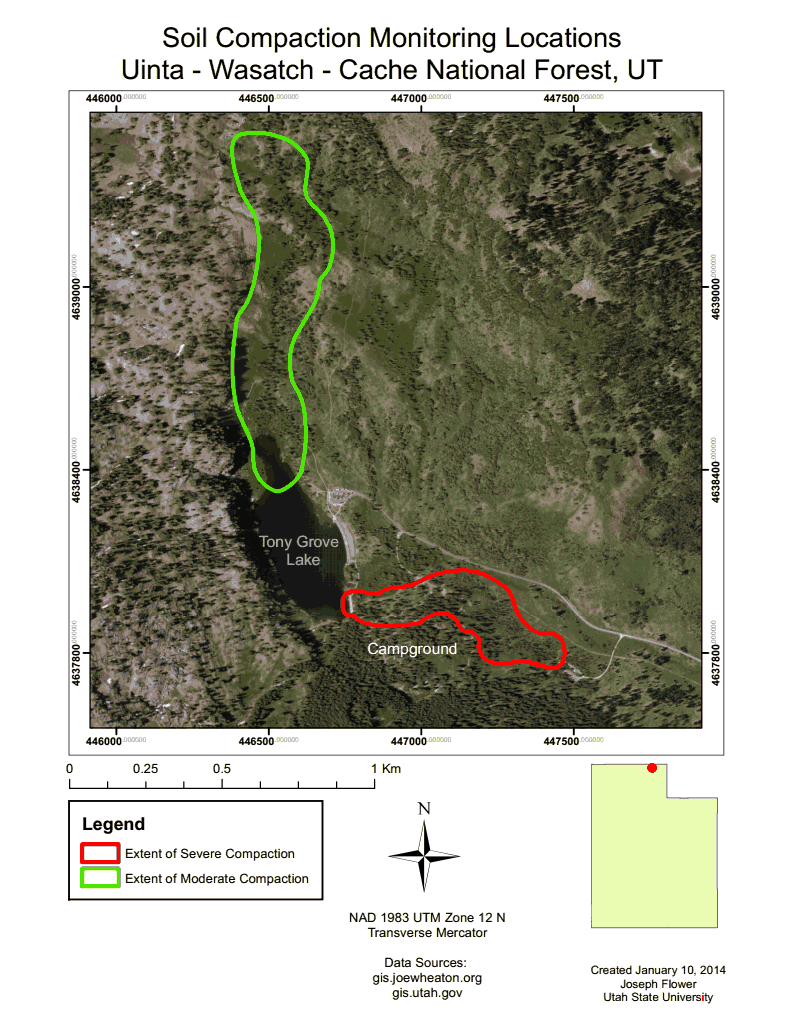 Soil Compaction Monitoring Locations
Uinta - Wasatch - Cache National Forest, UT
446000.000000 446500.000000 447000.000000 447500.000000
4639000.000000 4639000.000000
4638400.000000 4638400.000000
Tony Grove
Lake
Campground
4637800.000000 4637800.000000
446000.000000 446500.000000 447000.000000 447500.000000
0 0.25 0.5 1 Km
Legend
Extent of Severe Compaction
Extent of Moderate Compaction
N
NAD 1983 UTM Zone 12 N
Transverse Mercator
Data Sources:
gis.joewheaton.org
gis.utah.gov
Created January 10, 2014
Joseph Flower
Utah State University